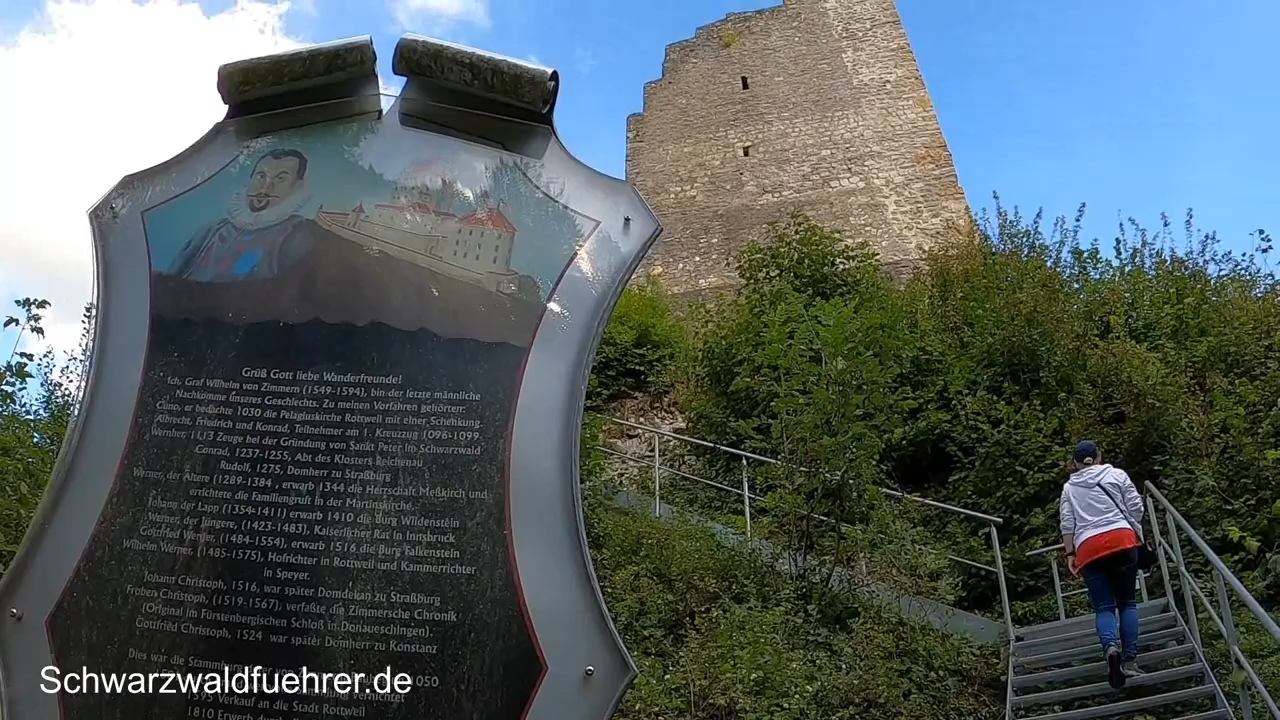 Grüß Gott liebe Wanderfreunde!
Ich, Graf Wilhelm von Zimmern (1549-1594), bin der letzte männliche
Nachkomme unseres Geschlechts. Zu meinen Vorfahren gehörten:
Cuno, er bedachte 1030 die Pelagiuskirche Rottweil mit einer Schenkung.
Albrecht, Friedrich und Konrad, Teilnehmer am 1. Kreuzzug 1096-1099.
Wernher, 1113 Zeuge bei der Gründung von Sankt Peter im Schwarzwald
Conrad, 1237-1255, Abt des Klosters Reichenau
Rudolf, 1275, Domherr zu Straßburg
Werner, der Ältere (1289-1384 , erwarb 1344 die Herrschaft Meßkirch und
errichtete die Familiengruft in der Martinskirche.
Johann der Lapp (1354-1411) erwarb 1410 die Burg Wildenstein
Werner, der Jüngere, (1423-1483), Kaiserlicher Rat in Innsbruck
Gottfried Werner, (1484-1554), erwarb 1516 die Burg Falkenstein
Wilhelm Werner, (1485-1575), Hofrichter in Rottweil und Kammerrichter
in Speyer.
Johann Christoph, 1516, war später Domdekan zu Straßburg
Froben Christoph, (1519-1567), verfaßte die Zimmersche Chronik
(Original im Fürstenbergischen Schloß in Donaueschingen).
Gottfried Christoph, 1524 war später Domherr zu Konstanz
Dies war die Stammburg der von 1050
vernichtet
1595 Verkauf an die Stadt Rottweil
1810 Erwerb
Schwarzwaldfuehrer.de